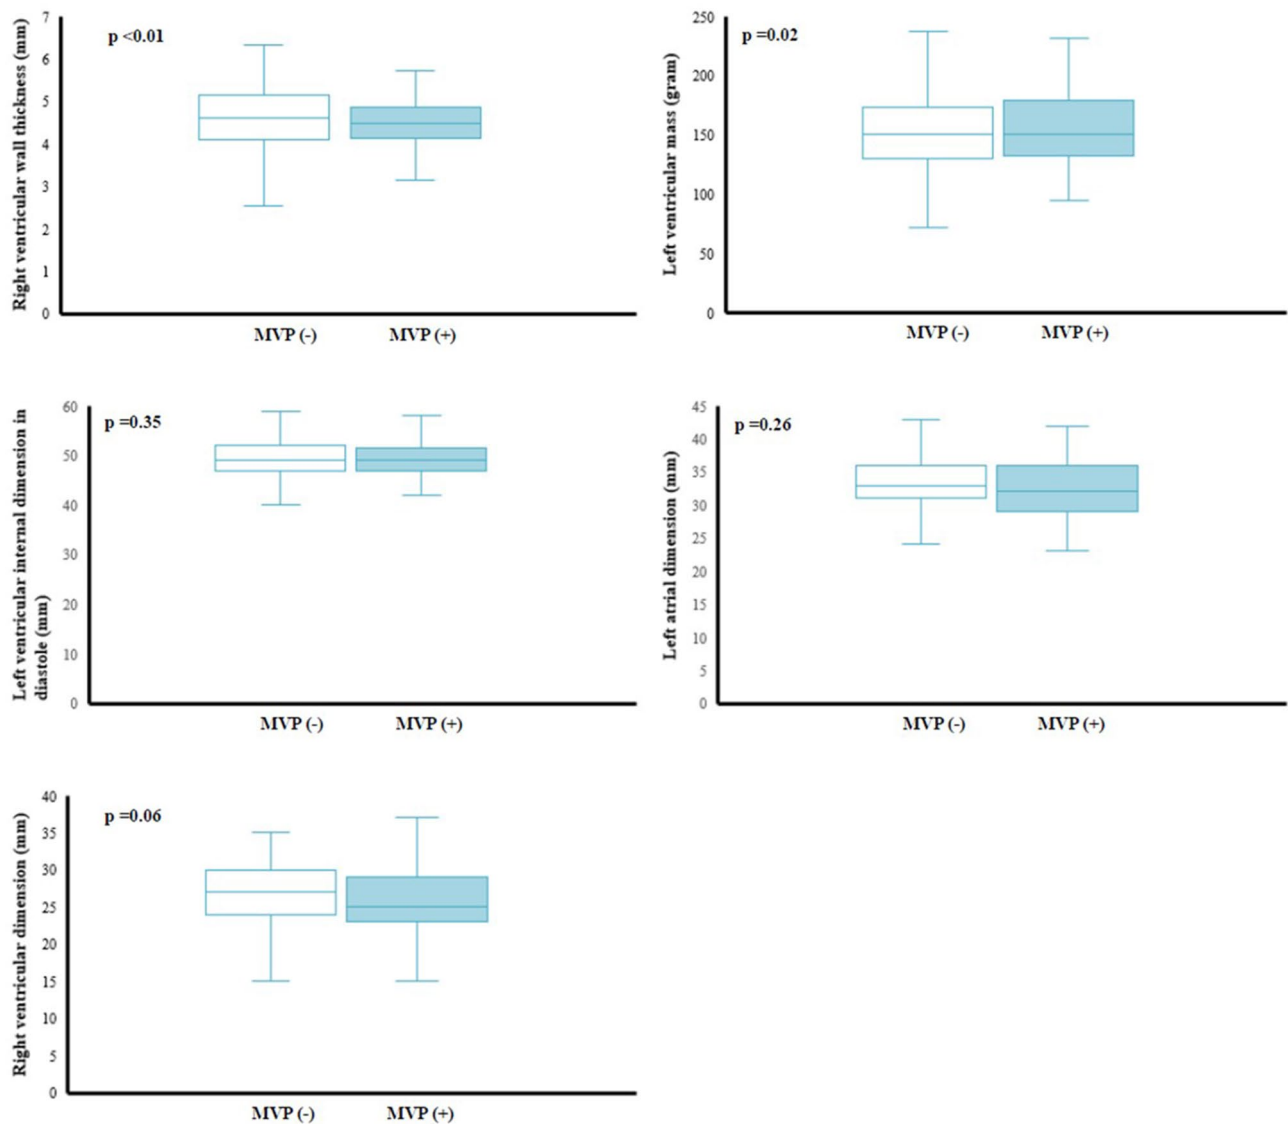 Right ventricular wall thickness (mm)
p <0.01
7
6
5
4
3
2
1
0
MVP (-)
MVP (+)
Left ventricular mass (gram)
p =0.02
250
200
150
100
50
0
MVP (-)
MVP (+)
Left ventricular internal dimension in
diastole (mm)
p =0.35
60
50
40
30
20
10
0
MVP (-)
MVP (+)
Left atrial dimension (mm)
p =0.26
45
40
35
30
25
20
15
10
5
0
MVP (-)
MVP (+)
Right ventricular dimension (mm)
p =0.06
40
35
30
25
20
15
10
5
0
MVP (-)
MVP (+)